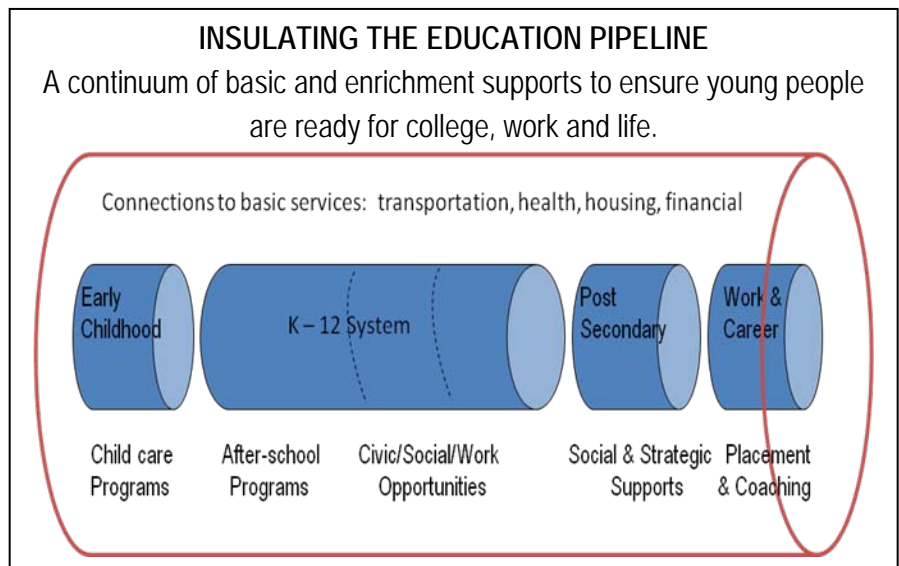 INSULATING THE EDUCATION PIPELINE
A continuum of basic and enrichment supports to ensure young people
are ready for college, work and life.
Connections to basic services: transportation, health, housing, financial
Early
Childhood
K – 12 System
Post
Secondary
Work &
Career
Child care
Programs
After-school
Programs
Civic/Social/Work
Opportunities
Social & Strategic
Supports
Placement
& Coaching